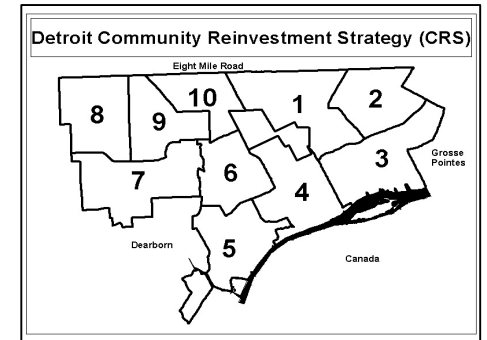 Detroit Community Reinvestment Strategy (CRS)
Eight Mile Road
10
1
2
8
9
3
Grosse
Pointes
7
6
4
5
Dearborn
Canada